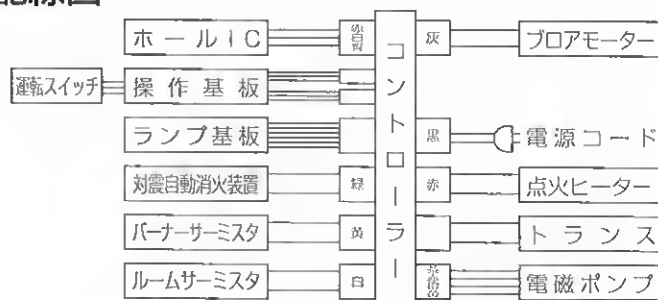 ホールIC
灰
ブロアモーター
運転スイッチ
操作基板
ランプ基板
コントローラー
黒
電源コード
対震自動消火装置
緑
赤
点火ヒーター
バーナーサーミスタ
黄
トランス
ルームサーミスタ
白
電磁ポンプ